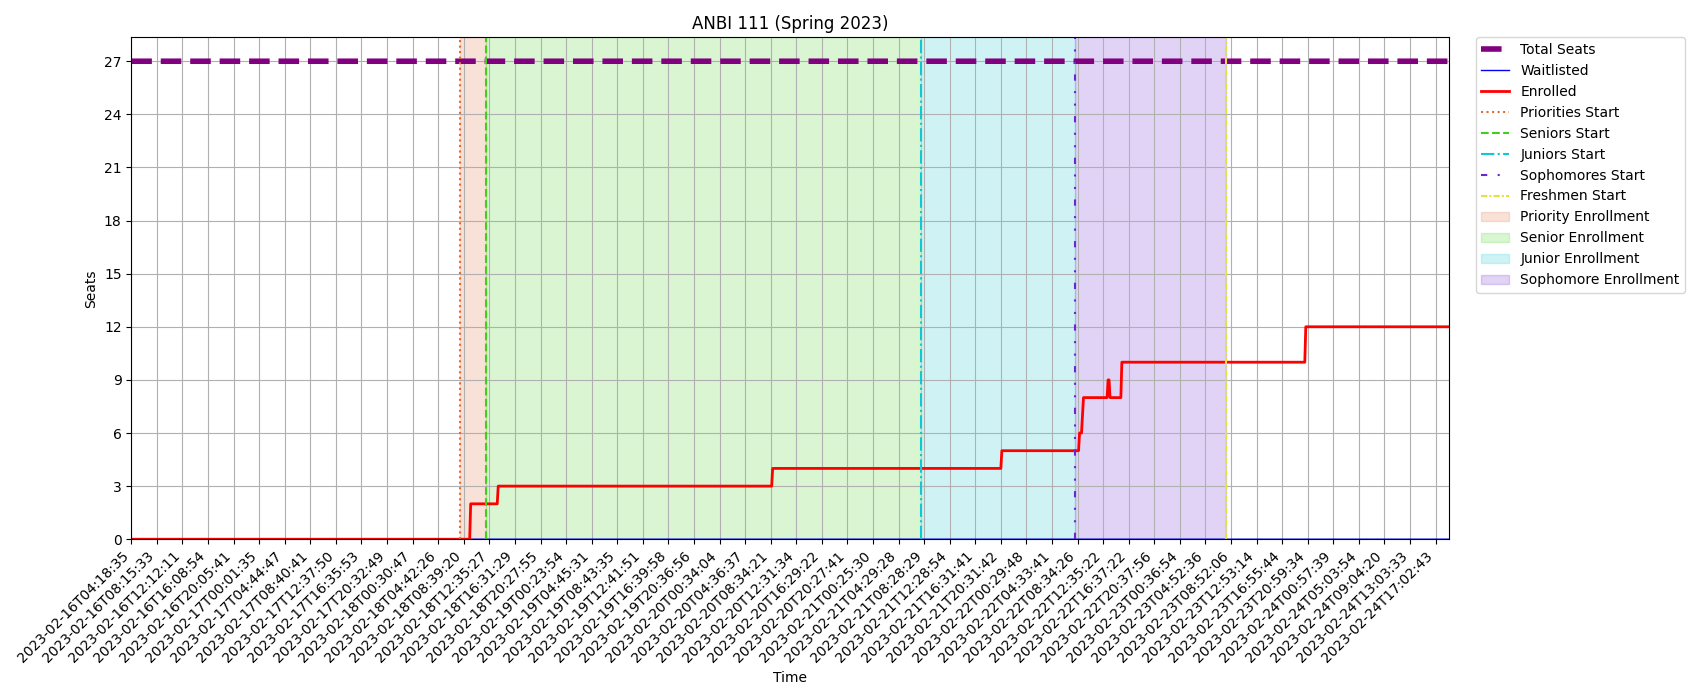 ANBI 111 (Spring 2023)
27
24
21
18
15
12
9
6
3
0
Seats
2023-02-16T04:18:35
2023-02-16T08:15:33
2023-02-16T12:12:11
2023-02-16T16:08:54
2023-02-16T20:05:41
2023-02-17T00:01:35
2023-02-17T04:44:47
2023-02-17T08:40:41
2023-02-17T12:37:50
2023-02-17T16:35:53
2023-02-17T20:32:49
2023-02-18T00:30:47
2023-02-18T04:42:26
2023-02-18T08:39:20
2023-02-18T12:35:27
2023-02-18T16:31:29
2023-02-18T20:27:55
2023-02-19T00:23:54
2023-02-19T04:45:31
2023-02-19T08:43:35
2023-02-19T12:41:51
2023-02-19T16:39:58
2023-02-19T20:36:56
2023-02-20T00:34:04
2023-02-20T04:36:37
2023-02-20T08:34:21
2023-02-20T12:31:34
2023-02-20T16:29:22
2023-02-20T20:27:41
2023-02-21T00:25:30
2023-02-21T04:29:28
2023-02-21T08:28:29
2023-02-21T12:28:54
2023-02-21T16:31:41
2023-02-21T20:31:42
2023-02-22T00:29:48
2023-02-22T04:33:41
2023-02-22T08:34:26
2023-02-22T12:35:22
2023-02-22T16:37:22
2023-02-22T20:37:56
2023-02-23T00:36:54
2023-02-23T04:52:36
2023-02-23T08:52:06
2023-02-23T12:53:14
2023-02-23T16:55:44
2023-02-23T20:59:34
2023-02-24T00:57:39
2023-02-24T05:03:54
2023-02-24T09:04:20
2023-02-24T13:03:33
2023-02-24T17:02:43
Time
Total Seats
Waitlisted
Enrolled
Priorities Start
Seniors Start
Juniors Start
Sophomores Start
Freshmen Start
Priority Enrollment
Senior Enrollment
Junior Enrollment
Sophomore Enrollment